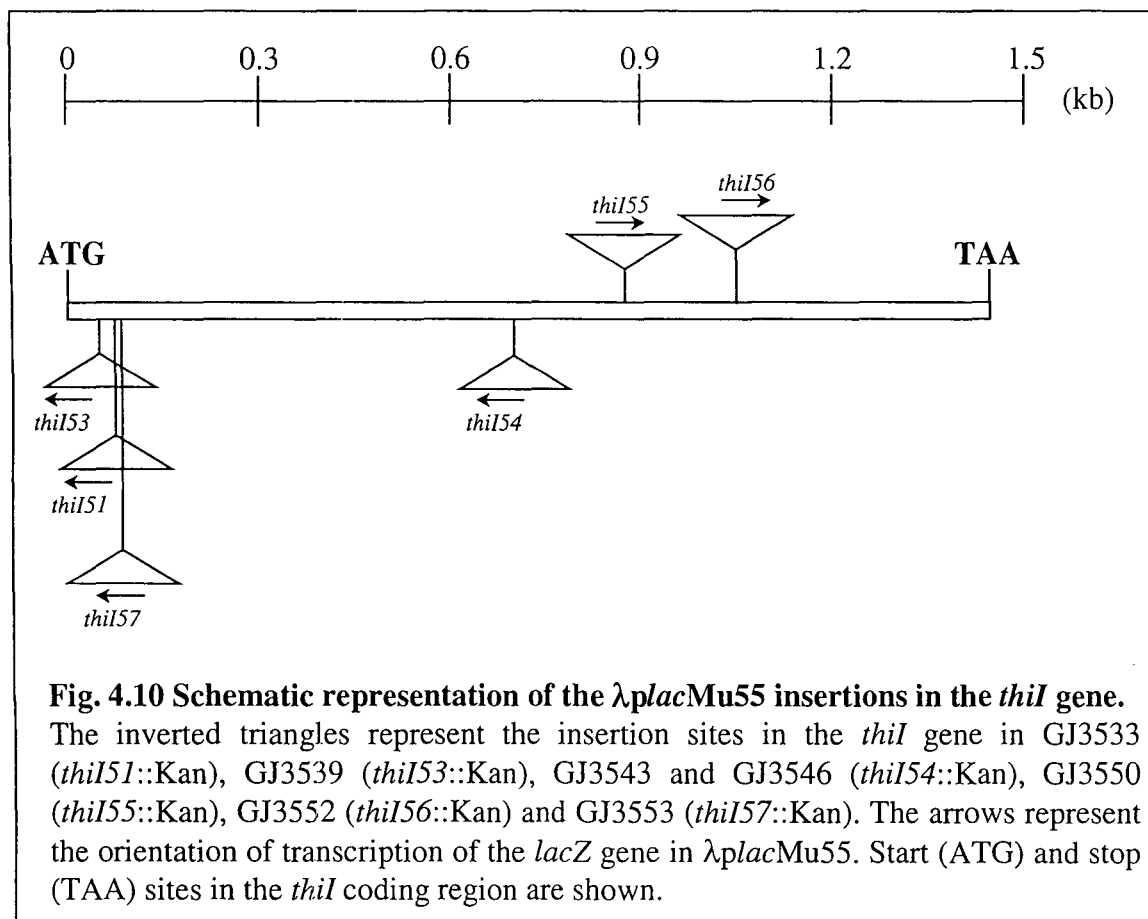 0 0.3 0.6 0.9 1.2 1.5
(kb)
thiI56
thiI55
ATG TAA
thiI53 thiI54
thiI51
thiI57
Fig. 4.10 Schematic representation of the λplacMu55 insertions in the thiI gene.
The inverted triangles represent the insertion sites in the thiI gene in GJ3533
(thiI51::Kan), GJ3539 (thiI53::Kan), GJ3543 and GJ3546 (thiI54::Kan), GJ3550
(thiI55::Kan), GJ3552 (thiI56::Kan) and GJ3553 (thiI57::Kan). The arrows represent
the orientation of transcription of the lacZ gene in λplacMu55. Start (ATG) and stop
(TAA) sites in the thiI coding region are shown.